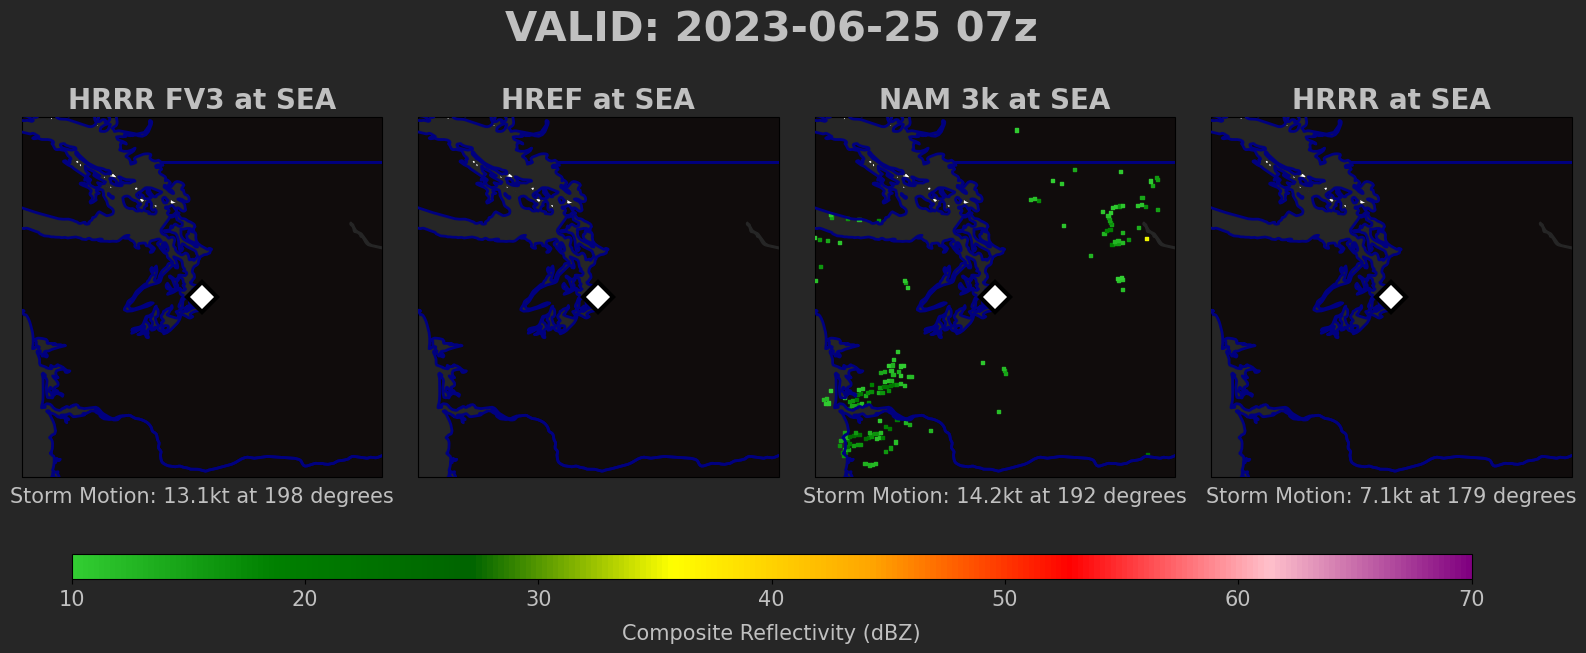 VALID: 2023-06-25 07z
HRRR FV3 at SEA
HREF at SEA
NAM 3k at SEA
HRRR at SEA
Storm Motion: 13.1kt at 198 degrees
Storm Motion: 14.2kt at 192 degrees
Storm Motion: 7.1kt at 179 degrees
10 20 30 40 50 60 70
Composite Reflectivity (dBZ)